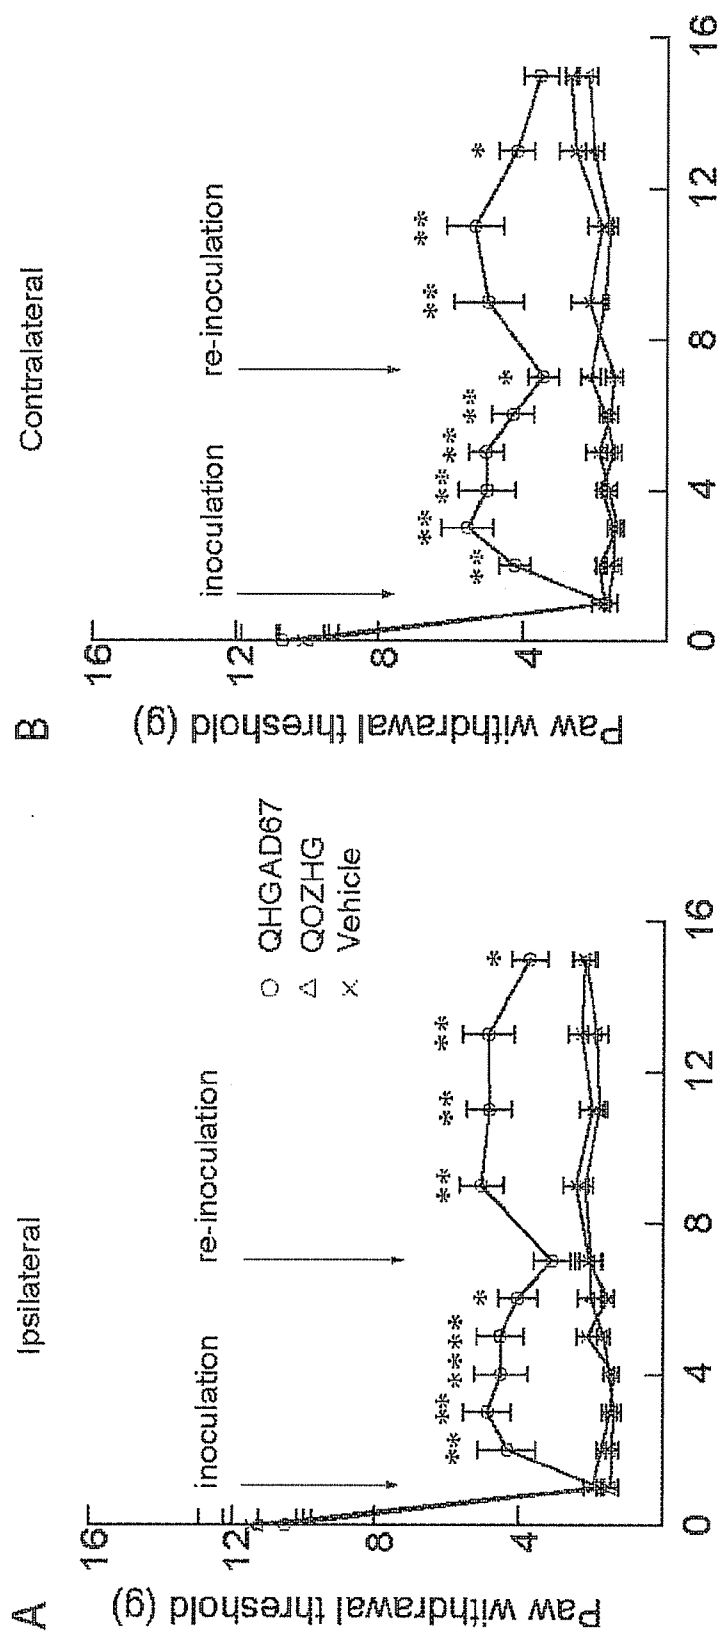 A
Ipsilateral
inoculation
re-inoculation
○ QHGAD67
△ QOZHG
× Vehicle
** ** **** * ** ** ** *
Paw withdrawal threshold (g)
16
12
8
4
0 4 8 12 16
B
Contralateral
inoculation
re-inoculation
** ** ** ** ** * ** ** *
Paw withdrawal threshold (g)
16
12
8
4
0 4 8 12 16